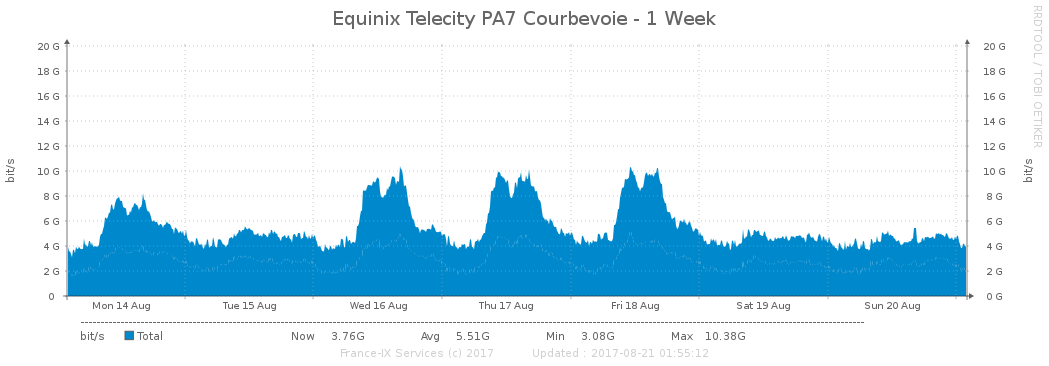 Equinix Telecity PA7 Courbevoie - 1 Week
RRDTOOL / TOBI OETIKER
bit/s
bit/s
20 G 20 G
18 G 18 G
16 G 16 G
14 G 14 G
12 G 12 G
10 G 10 G
8 G 8 G
6 G 6 G
4 G 4 G
2 G 2 G
0 0 G
Mon 14 Aug Tue 15 Aug Wed 16 Aug Thu 17 Aug Fri 18 Aug Sat 19 Aug Sun 20 Aug
bit/s Total Now 3.76G Avg 5.51G Min 3.08G Max 10.38G
France-IX Services (c) 2017 Updated : 2017-08-21 01:55:12